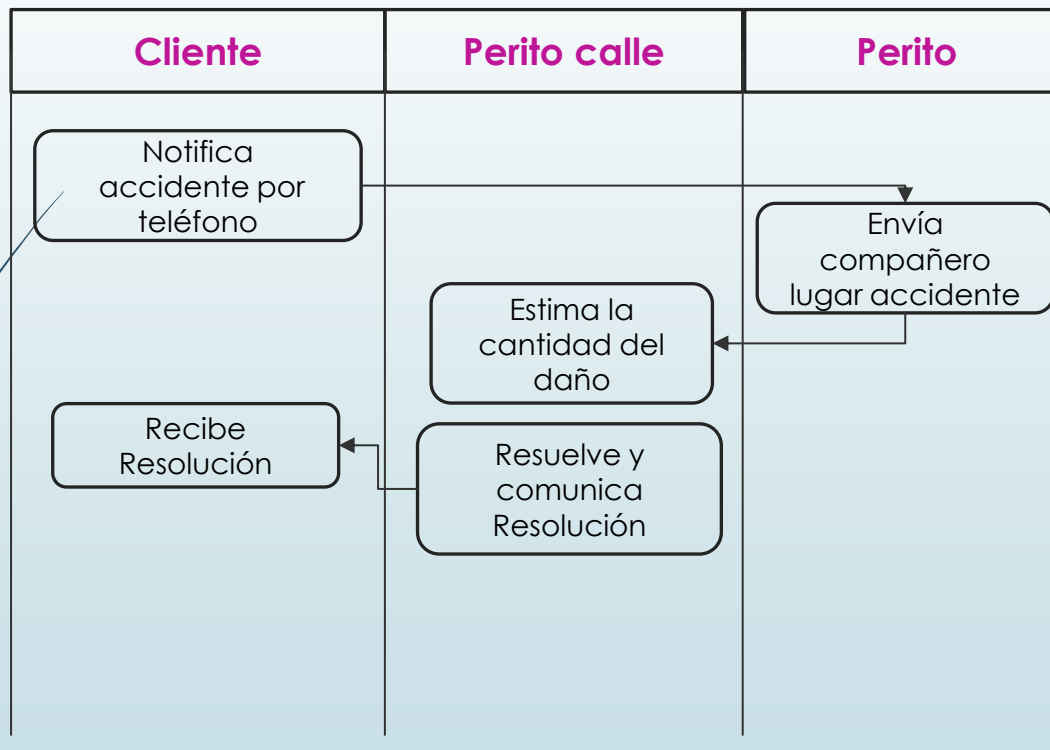 Cliente
Perito calle
Perito
Notifica
accidente por
teléfono
Envía
compañero
lugar accidente
Estima la
cantidad del
daño
Recibe
Resolución
Resuelve y
comunica
Resolución